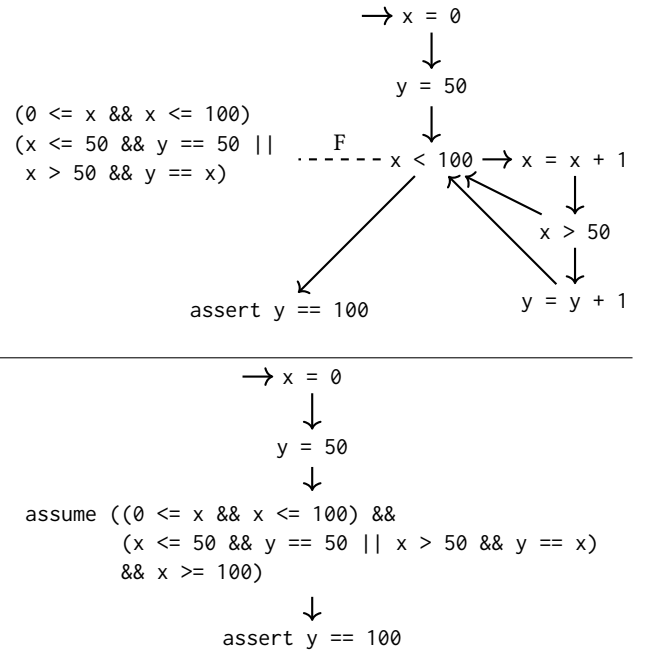 x = 0
y = 50
(0 <= x && x <= 100)
(x <= 50 && y == 50 ||
x > 50 && y == x)
F
x < 100
x = x + 1
x > 50
y = y + 1
assert y == 100
x = 0
y = 50
assume ((0 <= x && x <= 100) &&
(x <= 50 && y == 50 || x > 50 && y == x)
&& x >= 100)
assert y == 100